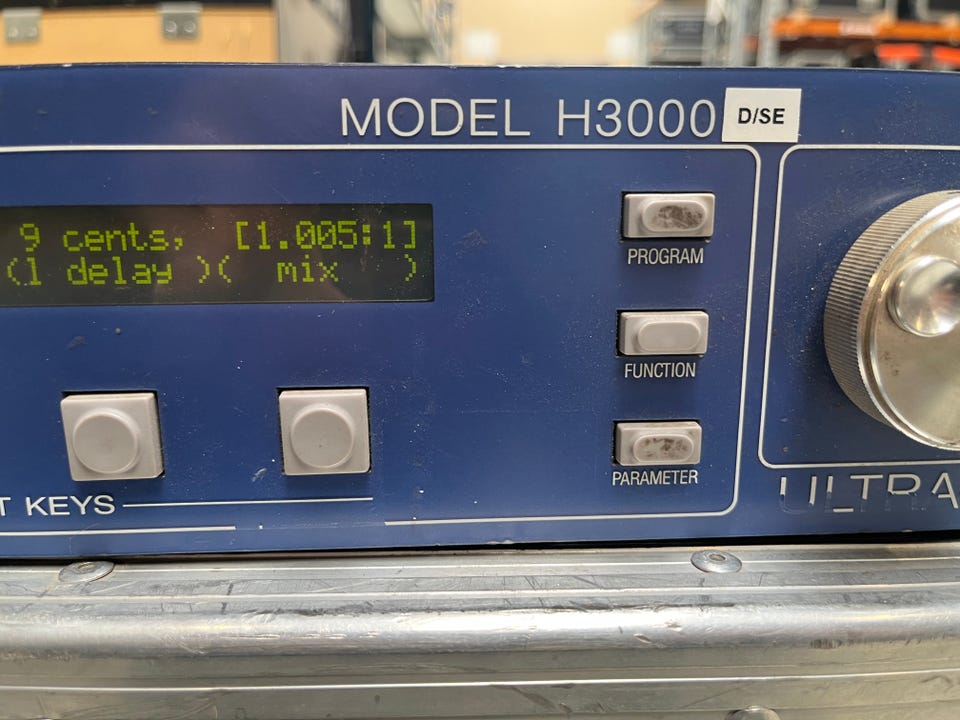 MODEL H3000 D/SE
9 cents, [1.005:1]
(l delay )( mix )
PROGRAM
FUNCTION
PARAMETER
T KEYS
ULTRA